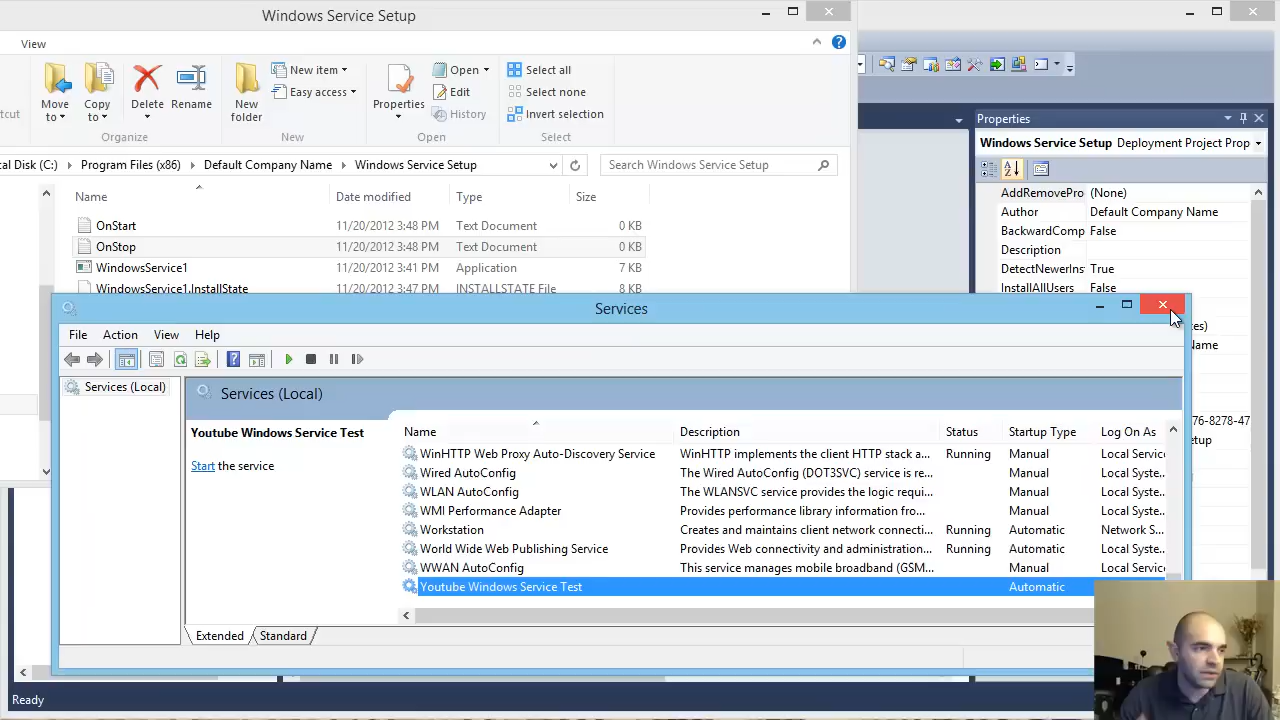 Windows Service Setup
View
Move to
Copy to
Delete
Rename
New folder
New item
Easy access
Properties
Open
Edit
History
Select all
Select none
Invert selection
Organize
New
Open
Select
cal Disk (C:) Program Files (x86) Default Company Name Windows Service Setup
Search Windows Service Setup
Name Date modified Type Size
OnStart 11/20/2012 3:48 PM Text Document 0 KB
OnStop 11/20/2012 3:48 PM Text Document 0 KB
WindowsService1 11/20/2012 3:41 PM Application 7 KB
WindowsService1.InstallState 11/20/2012 3:47 PM INSTALLSTATE File 8 KB
Properties
Windows Service Setup Deployment Project Prop
AddRemovePro (None)
Author Default Company Name
BackwardComp False
Description
DetectNewerIns True
InstallAllUsers False
es)
Name
76-8278-47
etup
Services
File Action View Help
Services (Local)
Services (Local)
Youtube Windows Service Test
Start the service
Name Description Status Startup Type Log On As
WinHTTP Web Proxy Auto-Discovery Service WinHTTP implements the client HTTP stack a... Running Manual Local Service
Wired AutoConfig The Wired AutoConfig (DOT3SVC) service is re... Manual Local Syste...
WLAN AutoConfig The WLANSVC service provides the logic requi... Manual Local Syste...
WMI Performance Adapter Provides performance library information fro... Manual Local Syste...
Workstation Creates and maintains client network connecti... Running Automatic Network S...
World Wide Web Publishing Service Provides Web connectivity and administration... Running Automatic Local Syste...
WWAN AutoConfig This service manages mobile broadband (GSM... Manual Local Service
Youtube Windows Service Test Automatic
Extended Standard
Ready